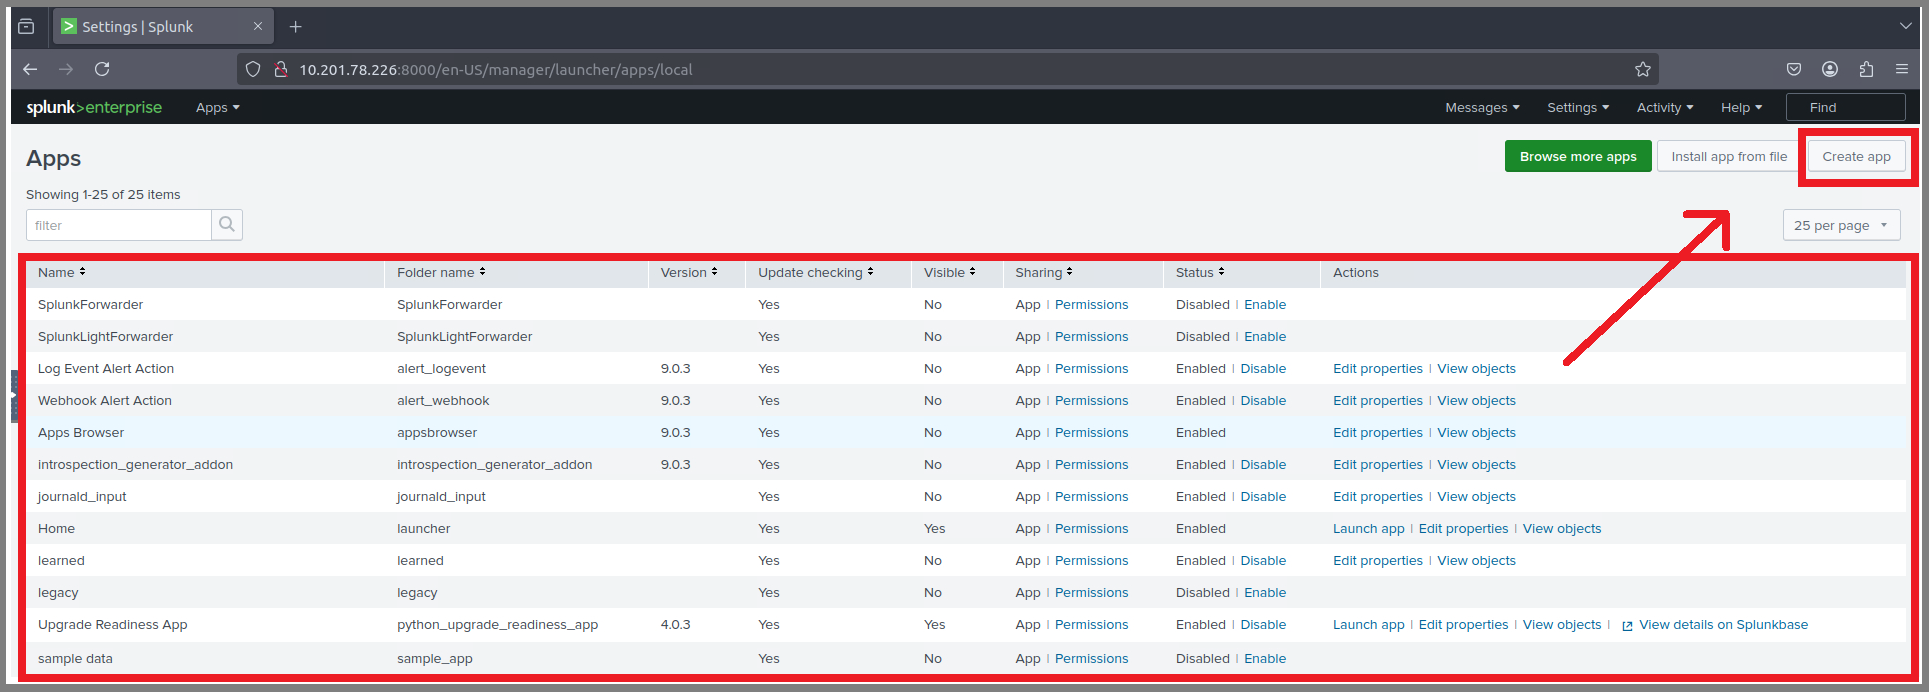 Settings | Splunk
10.201.78.226:8000/en-US/manager/launcher/apps/local
splunk>enterprise Apps Messages Settings Activity Help Find
Apps Browse more apps Install app from file Create app
Showing 1-25 of 25 items
filter 25 per page
Name Folder name Version Update checking Visible Sharing Status Actions
SplunkForwarder SplunkForwarder Yes No App | Permissions Disabled | Enable
SplunkLightForwarder SplunkLightForwarder Yes No App | Permissions Disabled | Enable
Log Event Alert Action alert_logevent 9.0.3 Yes No App | Permissions Enabled | Disable Edit properties | View objects
Webhook Alert Action alert_webhook 9.0.3 Yes No App | Permissions Enabled | Disable Edit properties | View objects
Apps Browser appsbrowser 9.0.3 Yes No App | Permissions Enabled Edit properties | View objects
introspection_generator_addon introspection_generator_addon 9.0.3 Yes No App | Permissions Enabled | Disable Edit properties | View objects
journald_input journald_input Yes No App | Permissions Enabled | Disable Edit properties | View objects
Home launcher Yes Yes App | Permissions Enabled Launch app | Edit properties | View objects
learned learned Yes No App | Permissions Enabled | Disable Edit properties | View objects
legacy legacy Yes No App | Permissions Disabled | Enable
Upgrade Readiness App python_upgrade_readiness_app 4.0.3 Yes Yes App | Permissions Enabled | Disable Launch app | Edit properties | View objects | View details on Splunkbase
sample data sample_app Yes No App | Permissions Disabled | Enable